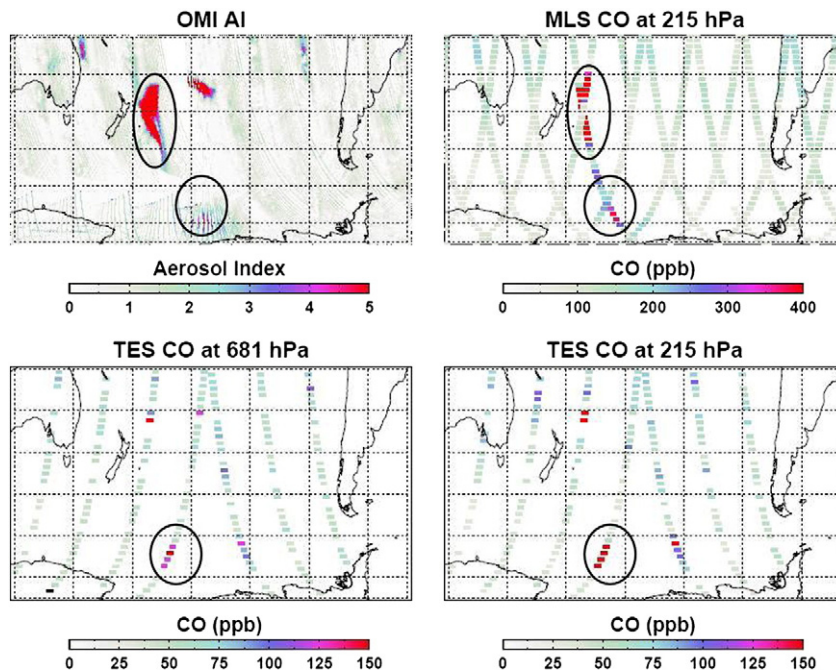 OMI AI
MLS CO at 215 hPa
Aerosol Index
0 1 2 3 4 5
CO (ppb)
0 100 200 300 400
TES CO at 681 hPa
TES CO at 215 hPa
CO (ppb)
0 25 50 75 100 125 150
CO (ppb)
0 25 50 75 100 125 150